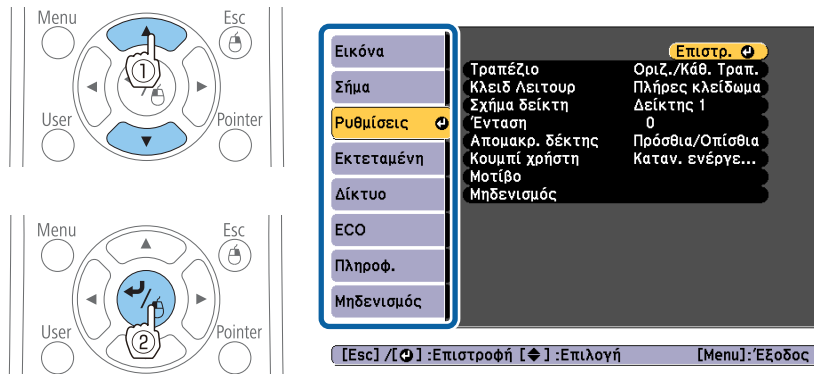 Menu Esc
①
User Pointer
Menu Esc
②
User Pointer
Εικόνα
Σήμα
Ρυθμίσεις
Εκτεταμένη
Δίκτυο
ECO
Πληροφ.
Μηδενισμός
Επιστρ.
Τραπέζιο Οριζ./Κάθ. Τραπ.
Κλειδ Λειτουρ Πλήρες κλείδωμα
Σχήμα δείκτη Δείκτης 1
Ένταση 0
Απομακρ. δέκτης Πρόσθια/Οπίσθια
Κουμπί χρήστη Καταν. ενέργε...
Μοτίβο
Μηδενισμός
[Esc] /[ ] :Επιστροφή [ ] :Επιλογή [Menu]:Έξοδος